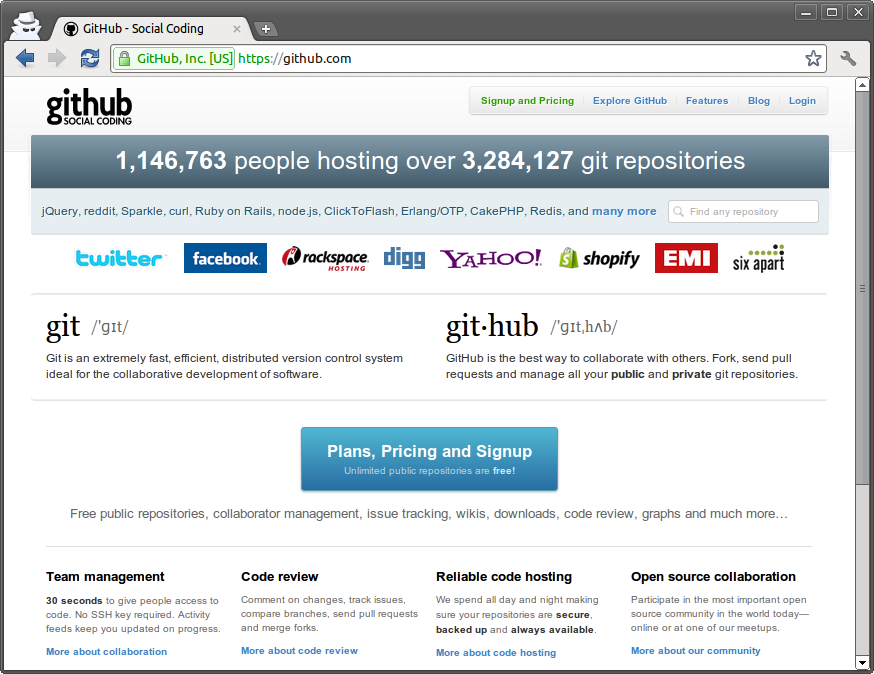 GitHub - Social Coding
GitHub, Inc. [US] https://github.com
github
SOCIAL CODING
Signup and Pricing Explore GitHub Features Blog Login
1,146,763 people hosting over 3,284,127 git repositories
jQuery, reddit, Sparkle, curl, Ruby on Rails, node.js, ClickToFlash, Erlang/OTP, CakePHP, Redis, and many more
Find any repository
twitter facebook. rackspace. HOSTING digg YAHOO! shopify EMI six apart
git /'ɡɪt/
Git is an extremely fast, efficient, distributed version control system
ideal for the collaborative development of software.
git·hub /'ɡɪt,hʌb/
GitHub is the best way to collaborate with others. Fork, send pull
requests and manage all your public and private git repositories.
Plans, Pricing and Signup
Unlimited public repositories are free!
Free public repositories, collaborator management, issue tracking, wikis, downloads, code review, graphs and much more…
Team management
30 seconds to give people access to
code. No SSH key required. Activity
feeds keep you updated on progress.
More about collaboration
Code review
Comment on changes, track issues,
compare branches, send pull requests
and merge forks.
More about code review
Reliable code hosting
We spend all day and night making
sure your repositories are secure,
backed up and always available.
More about code hosting
Open source collaboration
Participate in the most important open
source community in the world today—
online or at one of our meetups.
More about our community